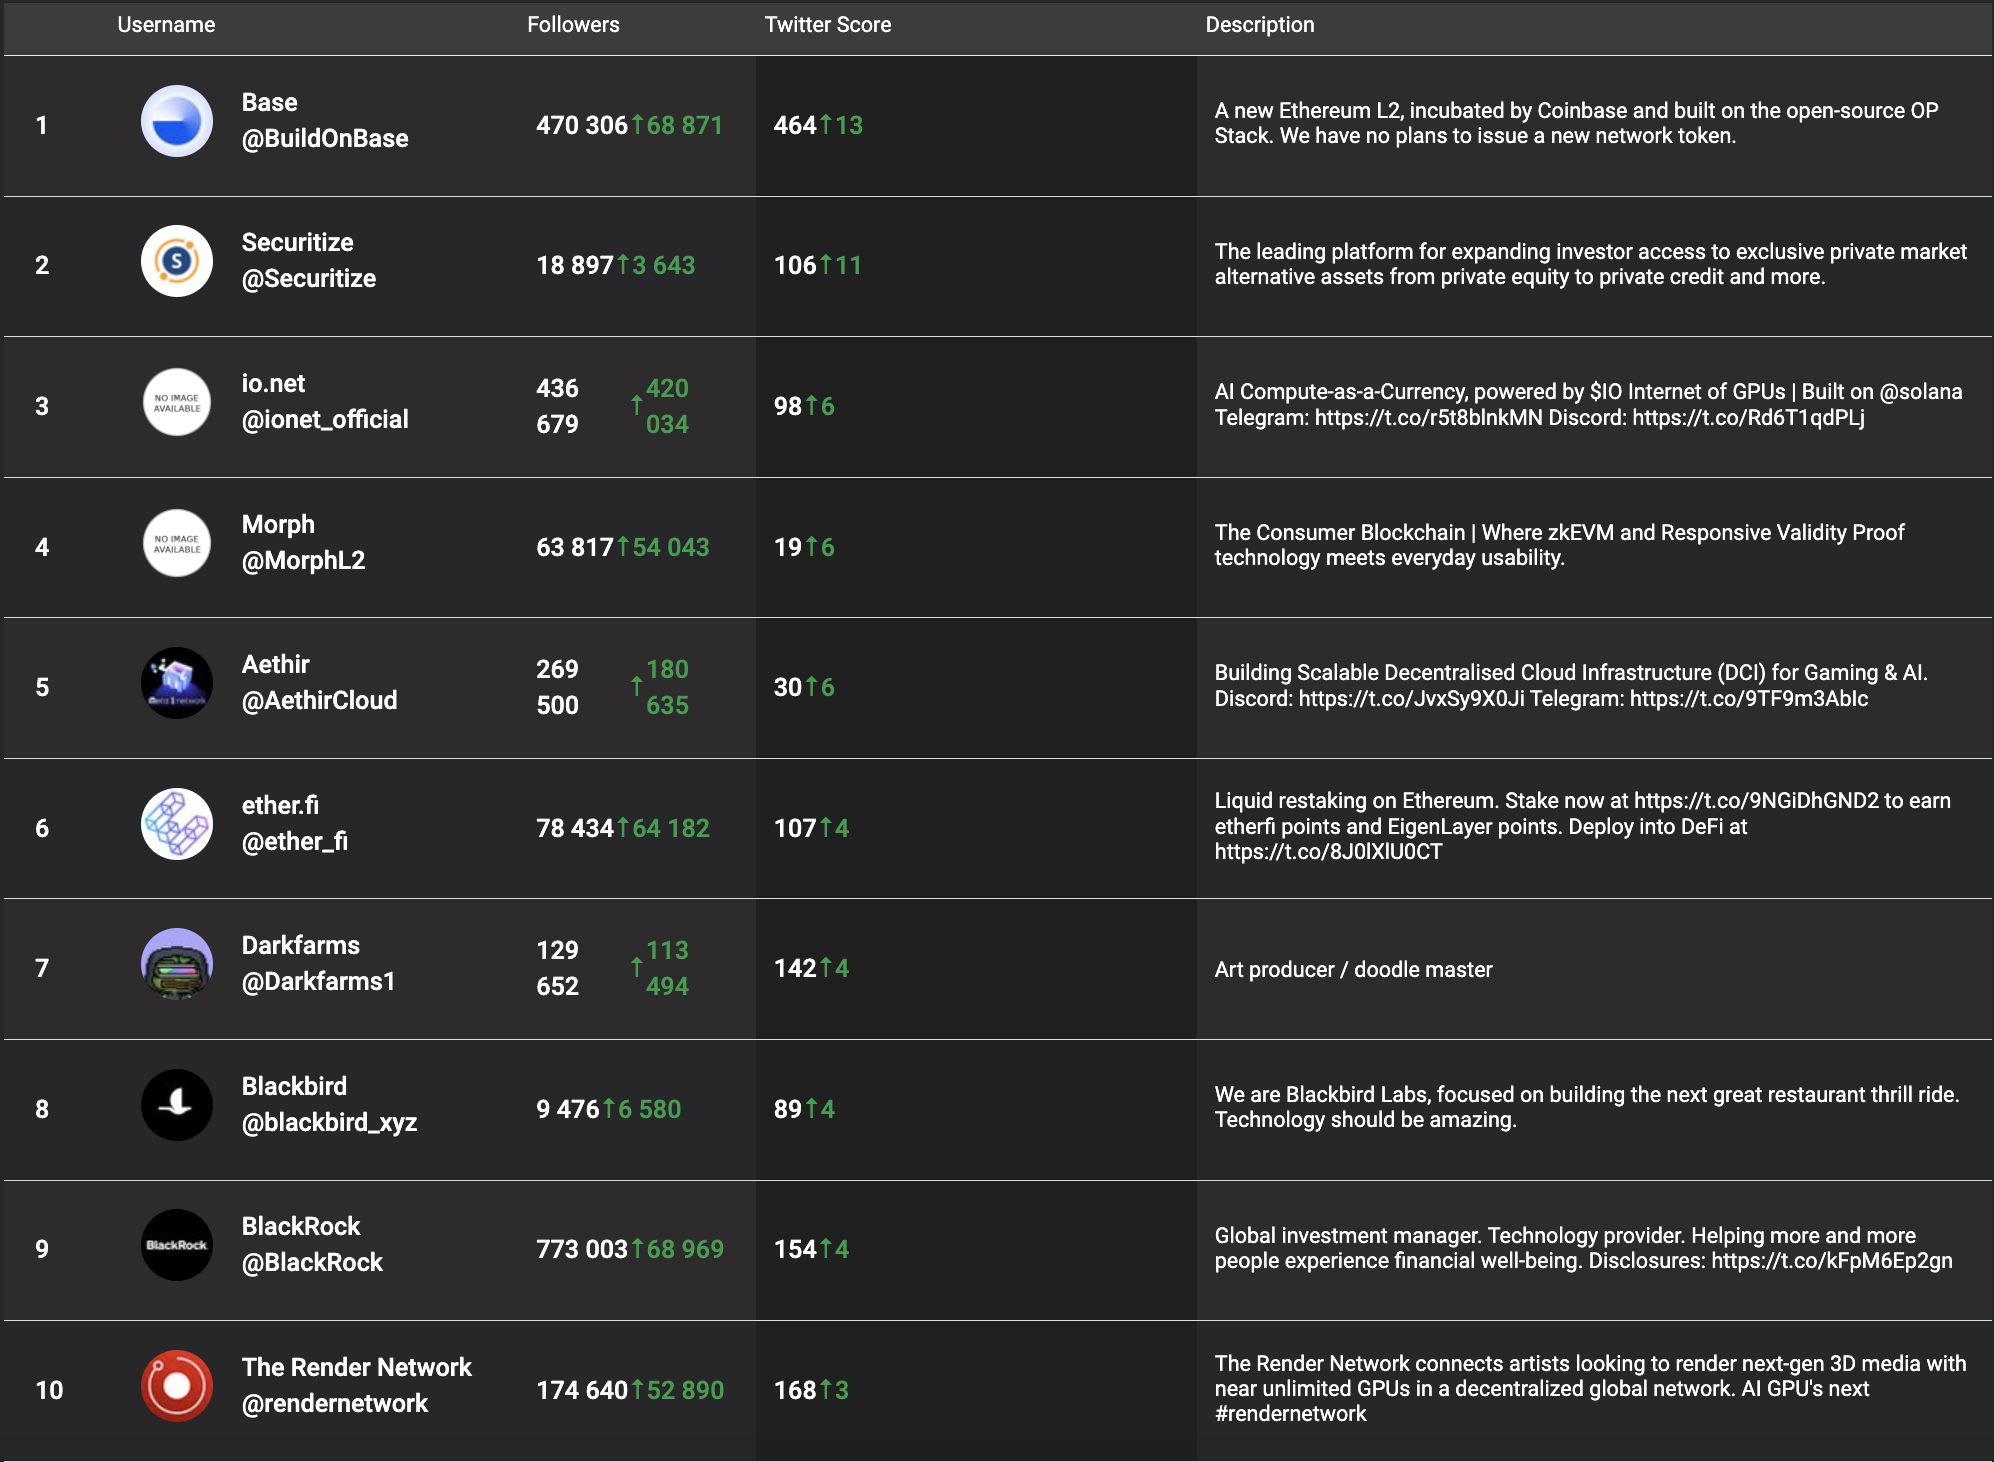 Username Followers Twitter Score Description
1 Base @BuildOnBase 470 306↑68 871 464↑13
A new Ethereum L2, incubated by Coinbase and built on the open-source OP
Stack. We have no plans to issue a new network token.
2 S Securitize @Securitize 18 897↑3 643 106↑11
The leading platform for expanding investor access to exclusive private market
alternative assets from private equity to private credit and more.
3 NO IMAGE AVAILABLE io.net @ionet_official 436 679 ↑420 034 98↑6
AI Compute-as-a-Currency, powered by $IO Internet of GPUs | Built on @solana
Telegram: https://t.co/r5t8blnkMN Discord: https://t.co/Rd6T1qdPLj
4 NO IMAGE AVAILABLE Morph @MorphL2 63 817↑54 043 19↑6
The Consumer Blockchain | Where zkEVM and Responsive Validity Proof
technology meets everyday usability.
5 Aethir @AethirCloud 269 500 ↑180 635 30↑6
Building Scalable Decentralised Cloud Infrastructure (DCI) for Gaming & AI.
Discord: https://t.co/JvxSy9X0Ji Telegram: https://t.co/9TF9m3AbIc
6 ether.fi @ether_fi 78 434↑64 182 107↑4
Liquid restaking on Ethereum. Stake now at https://t.co/9NGiDhGND2 to earn
etherfi points and EigenLayer points. Deploy into DeFi at
https://t.co/8J0lXlU0CT
7 Darkfarms @Darkfarms1 129 652 ↑113 494 142↑4
Art producer / doodle master
8 Blackbird @blackbird_xyz 9 476↑6 580 89↑4
We are Blackbird Labs, focused on building the next great restaurant thrill ride.
Technology should be amazing.
9 BlackRock BlackRock @BlackRock 773 003↑68 969 154↑4
Global investment manager. Technology provider. Helping more and more
people experience financial well-being. Disclosures: https://t.co/kFpM6Ep2gn
10 The Render Network @rendernetwork 174 640↑52 890 168↑3
The Render Network connects artists looking to render next-gen 3D media with
near unlimited GPUs in a decentralized global network. AI GPU's next
#rendernetwork